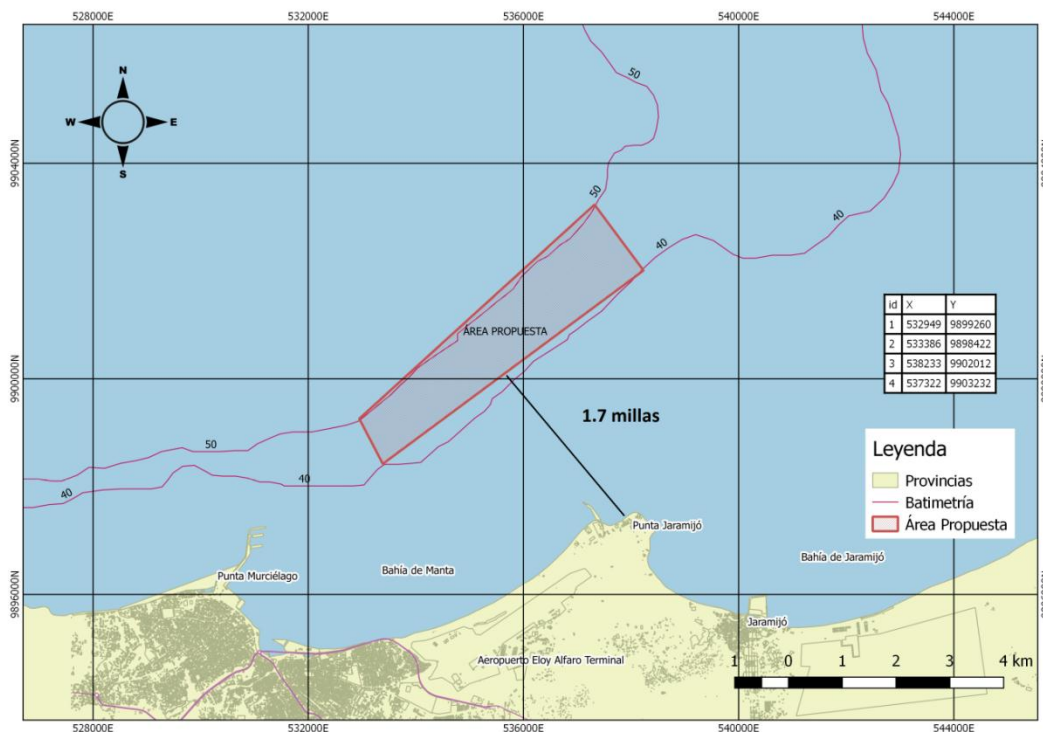 528000E 532000E 536000E 540000E 544000E
N
W E
S
50
9904000N 9904000N
50
40
40
id X Y
1 532949 9899260
2 533386 9898422
3 538233 9902012
4 537322 9903232
ÁREA PROPUESTA
9900000N 9900000N
1.7 millas
50
40
40
Leyenda
Provincias
Batimetría
Área Propuesta
Punta Jaramijó
Bahía de Manta
Bahía de Jaramijó
Punta Murciélago
9896000N 9896000N
Jaramijó
Aeropuerto Eloy Alfaro Terminal
1 0 1 2 3 4 km
528000E 532000E 536000E 540000E 544000E